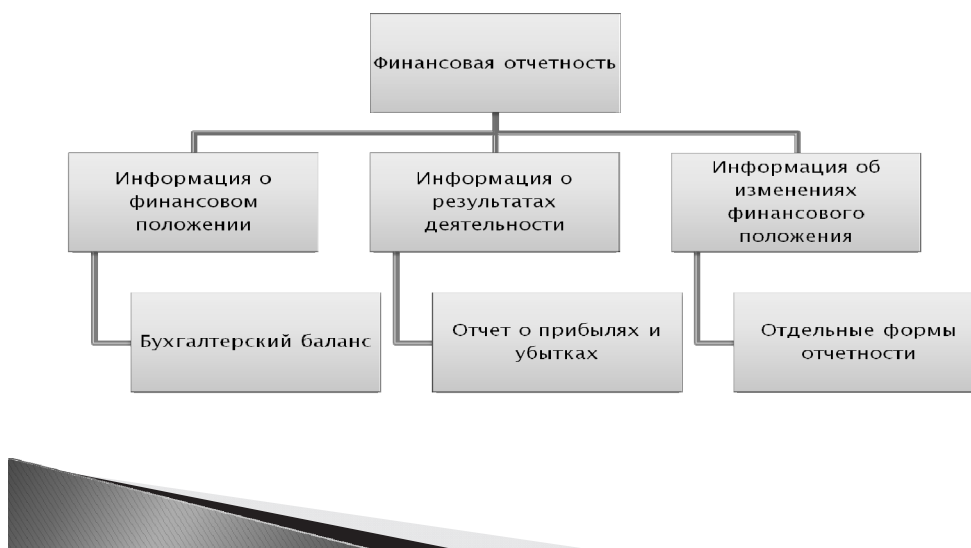 Финансовая отчетность
Информация о
финансовом
положении
Информация о
результатах
деятельности
Информация об
изменениях
финансового
положения
Бухгалтерский баланс
Отчет о прибылях и
убытках
Отдельные формы
отчетности